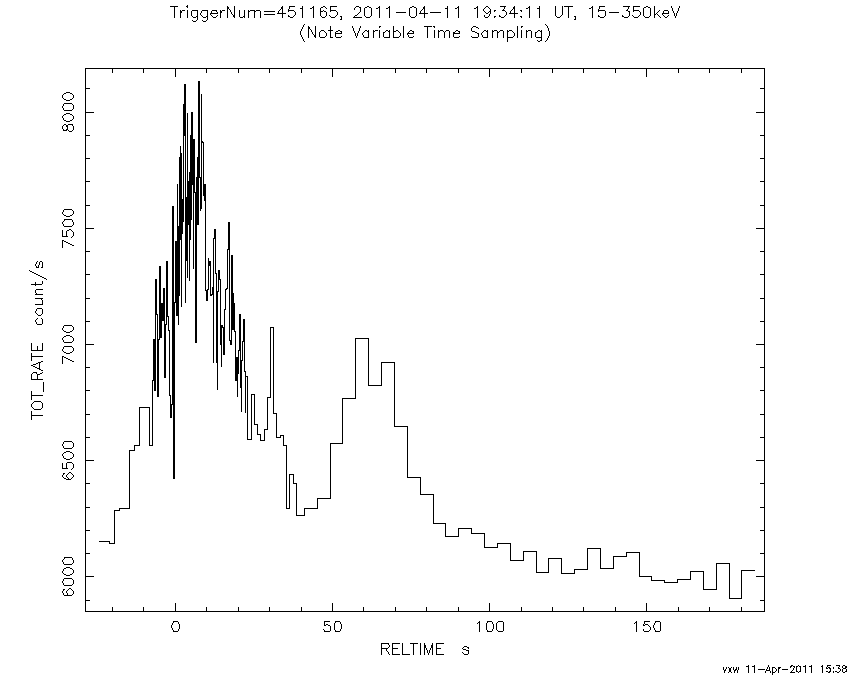 TriggerNum=451165, 2011-04-11 19:34:11 UT, 15-350keV
(Note Variable Time Sampling)
TOT_RATE count/s
8000
7500
7000
6500
6000
0 50 100 150
RELTIME s
vxw 11-Apr-2011 15:38